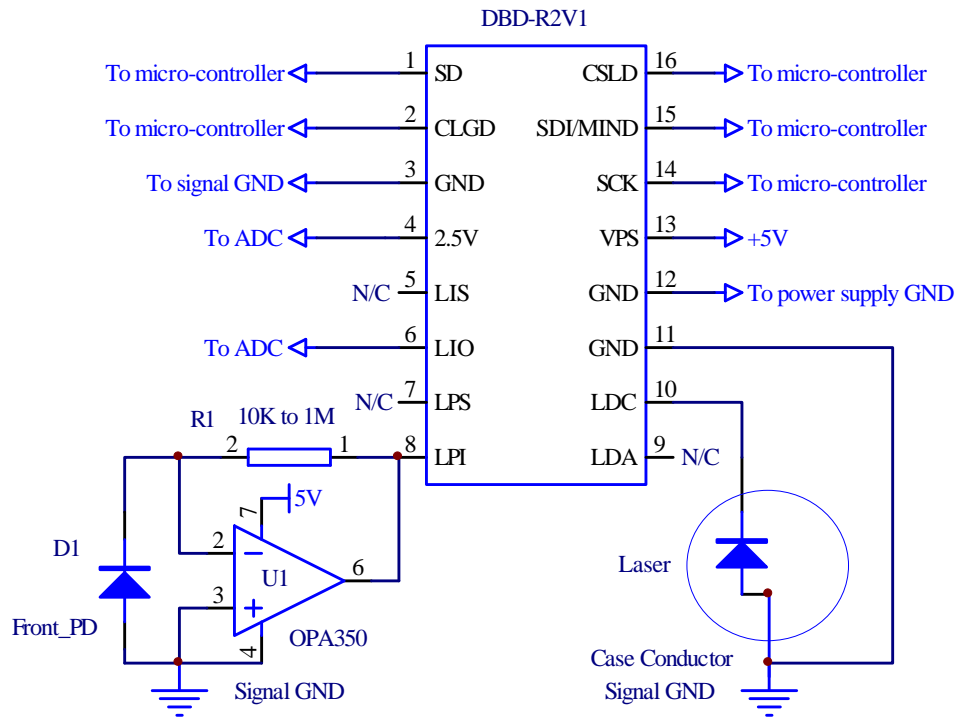 DBD-R2V1
To micro-controller 1 SD CSLD 16 To micro-controller
To micro-controller 2 CLGD SDI/MIND 15 To micro-controller
To signal GND 3 GND SCK 14 To micro-controller
To ADC 4 2.5V VPS 13 +5V
N/C 5 LIS GND 12 To power supply GND
To ADC 6 LIO GND 11
N/C 7 LPS LDC 10
R1 10K to 1M
2 1 8 LPI LDA 9 N/C
7 5V
D1 2 U1 6 Laser
3
Front_PD 4 OPA350
Case Conductor
Signal GND Signal GND